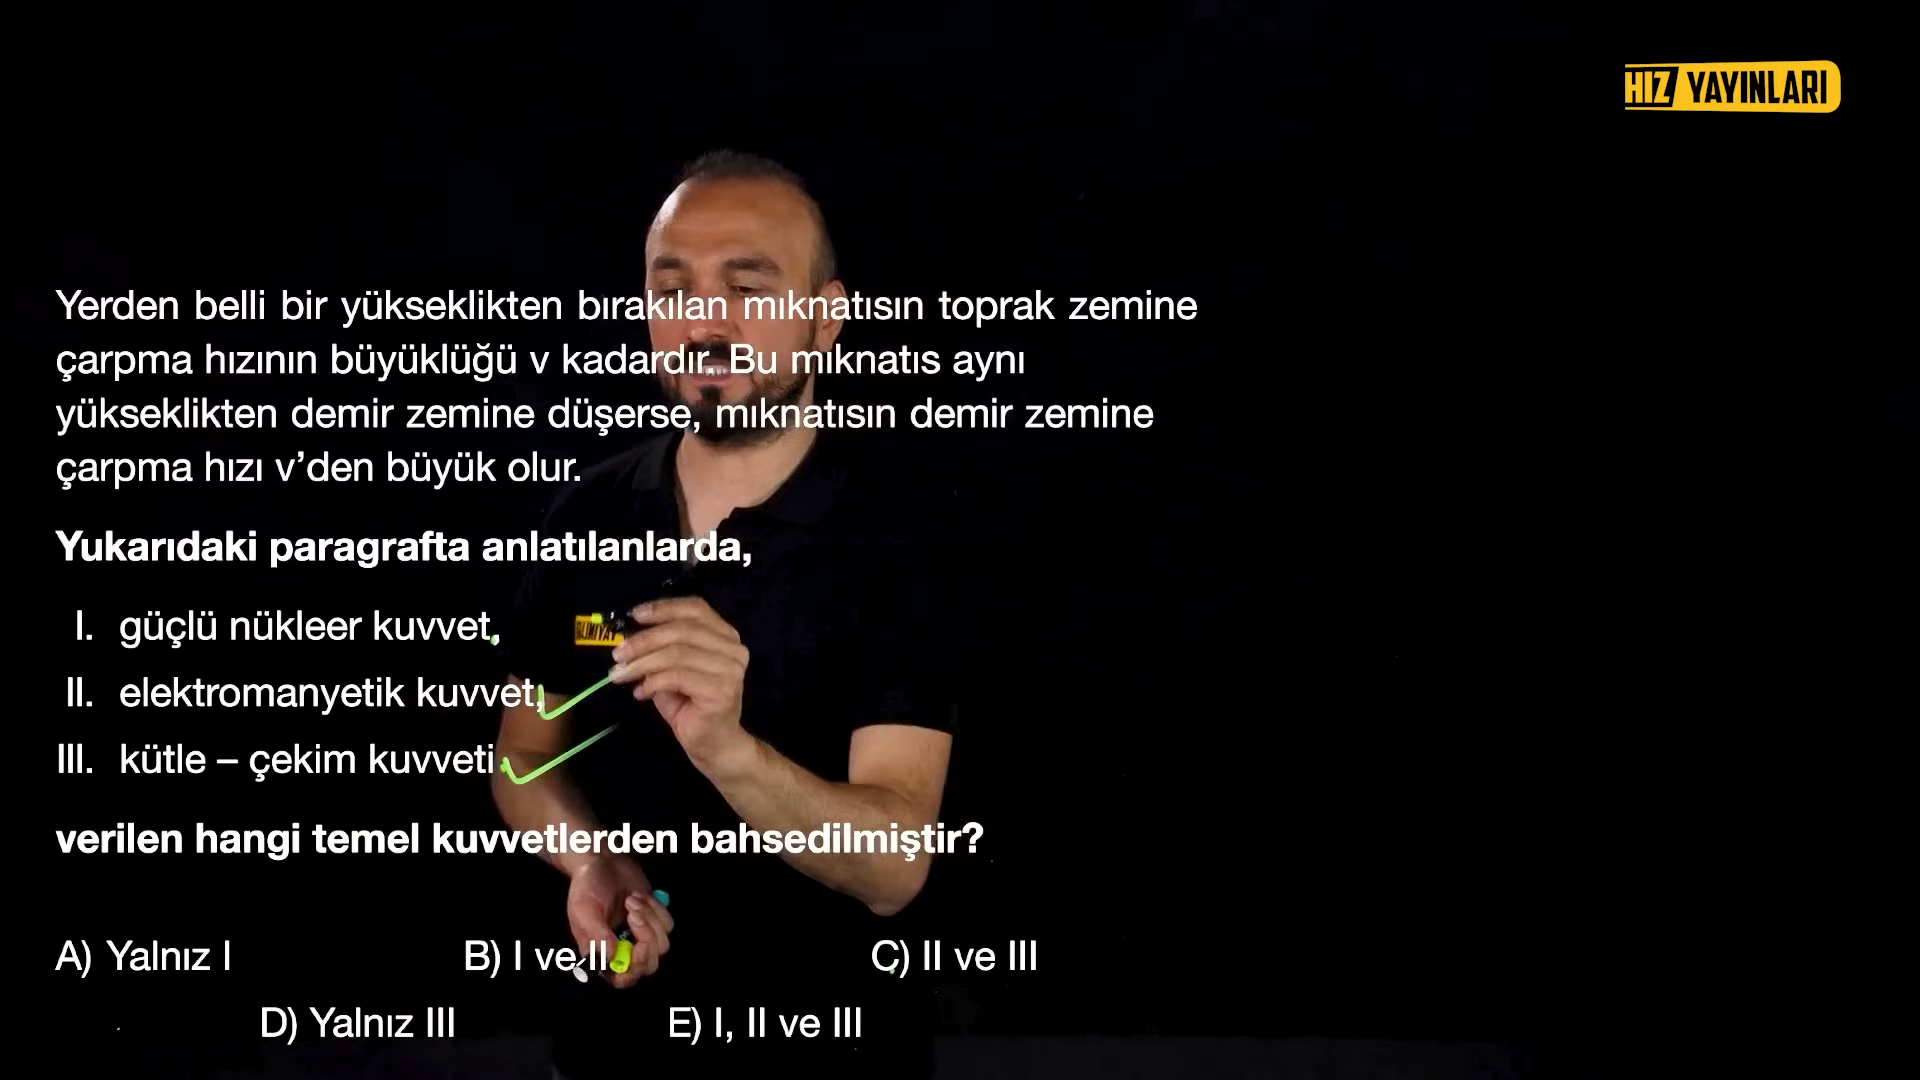 HIZ YAYINLARI
Yerden belli bir yükseklikten bırakılan mıknatısın toprak zemine
çarpma hızının büyüklüğü v kadardır. Bu mıknatıs aynı
yükseklikten demir zemine düşerse, mıknatısın demir zemine
çarpma hızı v’den büyük olur.
Yukarıdaki paragrafta anlatılanlarda,
I. güçlü nükleer kuvvet,
II. elektromanyetik kuvvet,
III. kütle – çekim kuvveti
verilen hangi temel kuvvetlerden bahsedilmiştir?
A) Yalnız I B) I ve II C) II ve III
D) Yalnız III E) I, II ve III